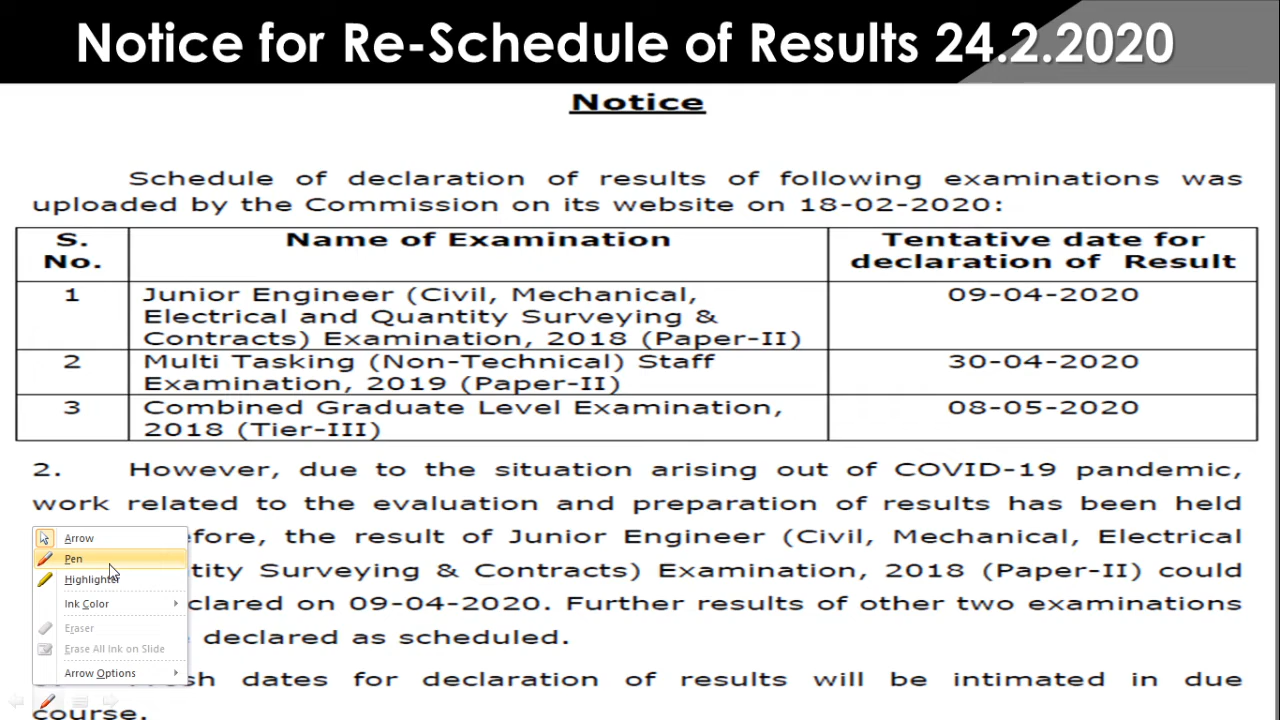 Notice for Re-Schedule of Results 24.2.2020
Notice
Schedule of declaration of results of following examinations was
uploaded by the Commission on its website on 18-02-2020:
S. No.
Name of Examination
Tentative date for declaration of Result
1
Junior Engineer (Civil, Mechanical,
Electrical and Quantity Surveying &
Contracts) Examination, 2018 (Paper-II)
09-04-2020
2
Multi Tasking (Non-Technical) Staff
Examination, 2019 (Paper-II)
30-04-2020
3
Combined Graduate Level Examination,
2018 (Tier-III)
08-05-2020
2. However, due to the situation arising out of COVID-19 pandemic,
work related to the evaluation and preparation of results has been held
efore, the result of Junior Engineer (Civil, Mechanical, Electrical
tity Surveying & Contracts) Examination, 2018 (Paper-II) could
clared on 09-04-2020. Further results of other two examinations
declared as scheduled.
sh dates for declaration of results will be intimated in due
course.
Arrow
Pen
Highlighter
Ink Color
Eraser
Erase All Ink on Slide
Arrow Options